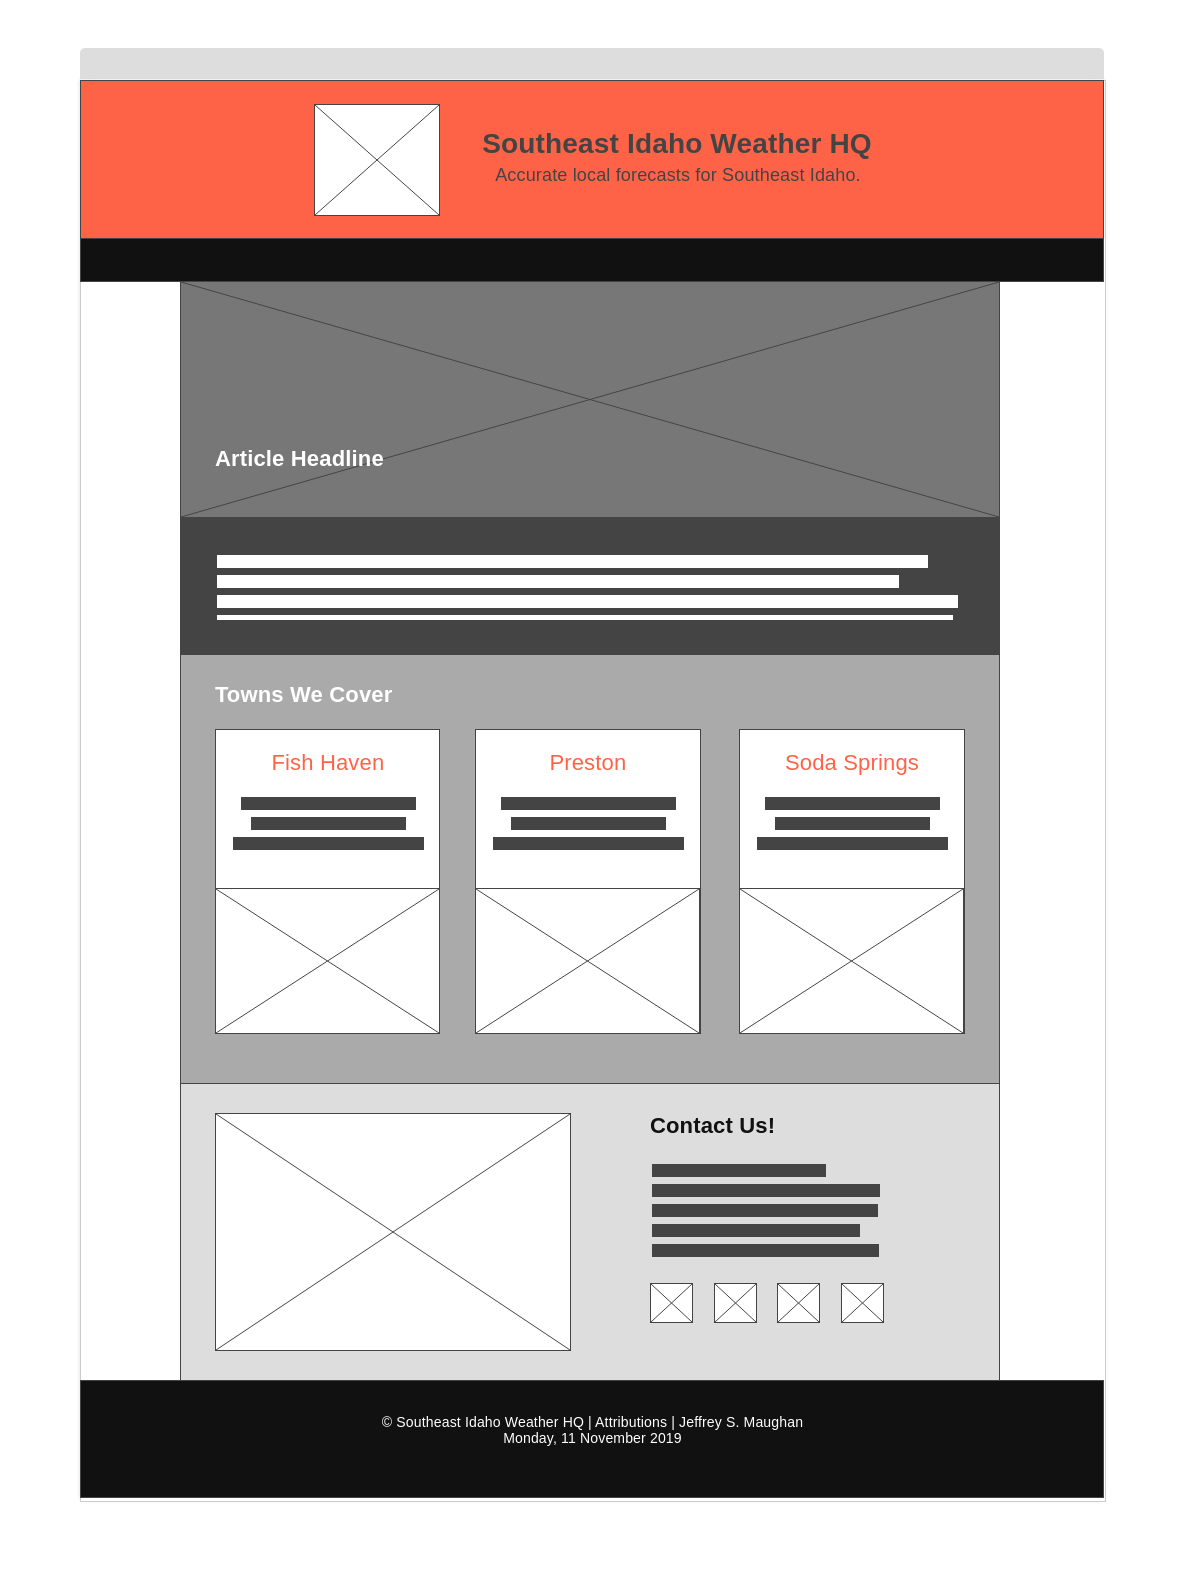 Southeast Idaho Weather HQ
Accurate local forecasts for Southeast Idaho.
Article Headline
Towns We Cover
Fish Haven
Preston
Soda Springs
Contact Us!
© Southeast Idaho Weather HQ | Attributions | Jeffrey S. Maughan
Monday, 11 November 2019